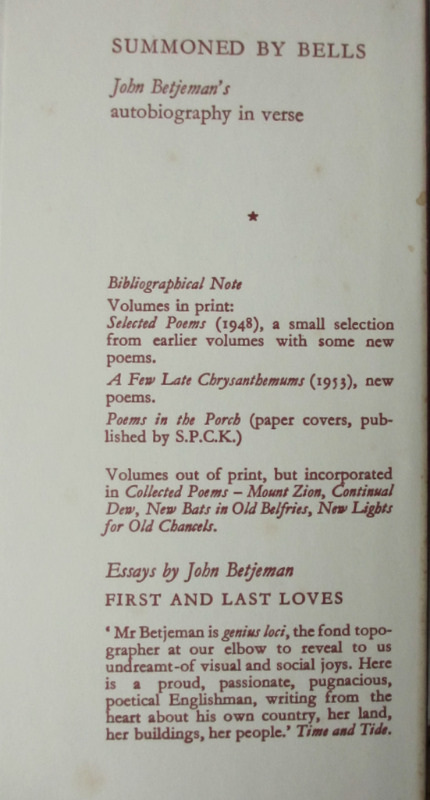 SUMMONED BY BELLS
John Betjeman's
autobiography in verse
★
Bibliographical Note
Volumes in print:
Selected Poems (1948), a small selection
from earlier volumes with some new
poems.
A Few Late Chrysanthemums (1953), new
poems.
Poems in the Porch (paper covers, pub-
lished by S.P.C.K.)
Volumes out of print, but incorporated
in Collected Poems – Mount Zion, Continual
Dew, New Bats in Old Belfries, New Lights
for Old Chancels.
Essays by John Betjeman
FIRST AND LAST LOVES
‘Mr Betjeman is genius loci, the fond topo-
grapher at our elbow to reveal to us
undreamt-of visual and social joys. Here
is a proud, passionate, pugnacious,
poetical Englishman, writing from the
heart about his own country, her land,
her buildings, her people.’ Time and Tide.